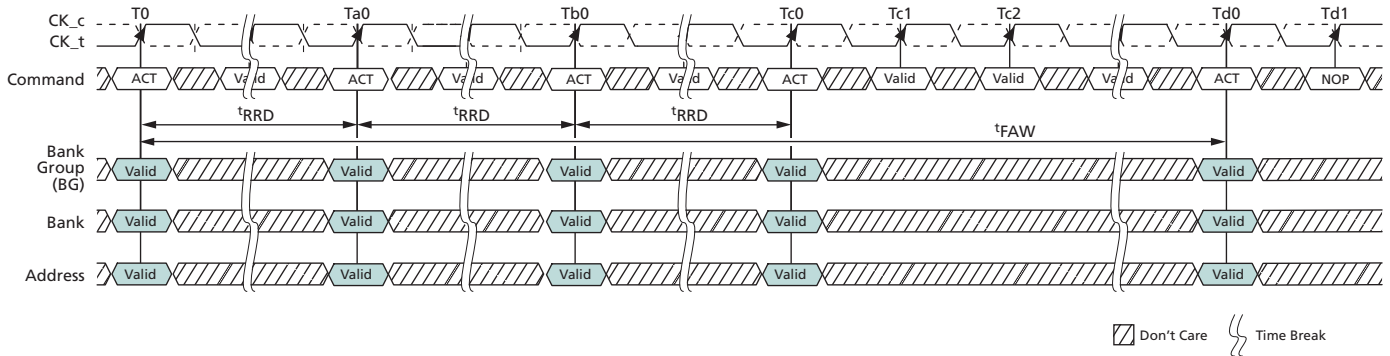 T0 Ta0 Tb0 Tc0 Tc1 Tc2 Td0 Td1
CK_c
CK_t
Command ACT Valid ACT Valid ACT Valid ACT Valid Valid Valid ACT NOP
tRRD tRRD tRRD
tFAW
Bank
Group
(BG) Valid Valid Valid Valid Valid
Bank Valid Valid Valid Valid Valid
Address Valid Valid Valid Valid Valid
Don't Care Time Break